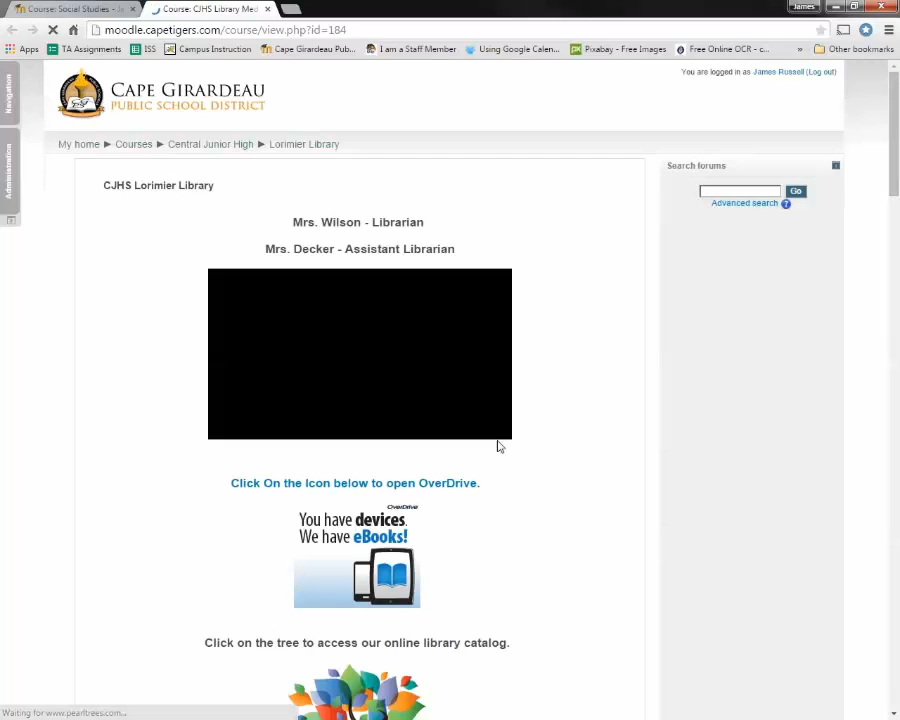 Course: Social Studies - Ja
Course: CJHS Library Med
James
moodle.capetigers.com/course/view.php?id=184
Apps TA Assignments ISS Campus Instruction Cape Girardeau Pub... I am a Staff Member Using Google Calen... Pixabay - Free Images Free Online OCR - c... » Other bookmarks
Navigation
Administration
CAPE GIRARDEAU
PUBLIC SCHOOL DISTRICT
You are logged in as James Russell (Log out)
My home ► Courses ► Central Junior High ► Lorimier Library
CJHS Lorimier Library
Mrs. Wilson - Librarian
Mrs. Decker - Assistant Librarian
Click On the Icon below to open OverDrive.
OverDrive
You have devices.
We have eBooks!
Click on the tree to access our online library catalog.
Search forums
Go
Advanced search ?
Waiting for www.pearltrees.com...